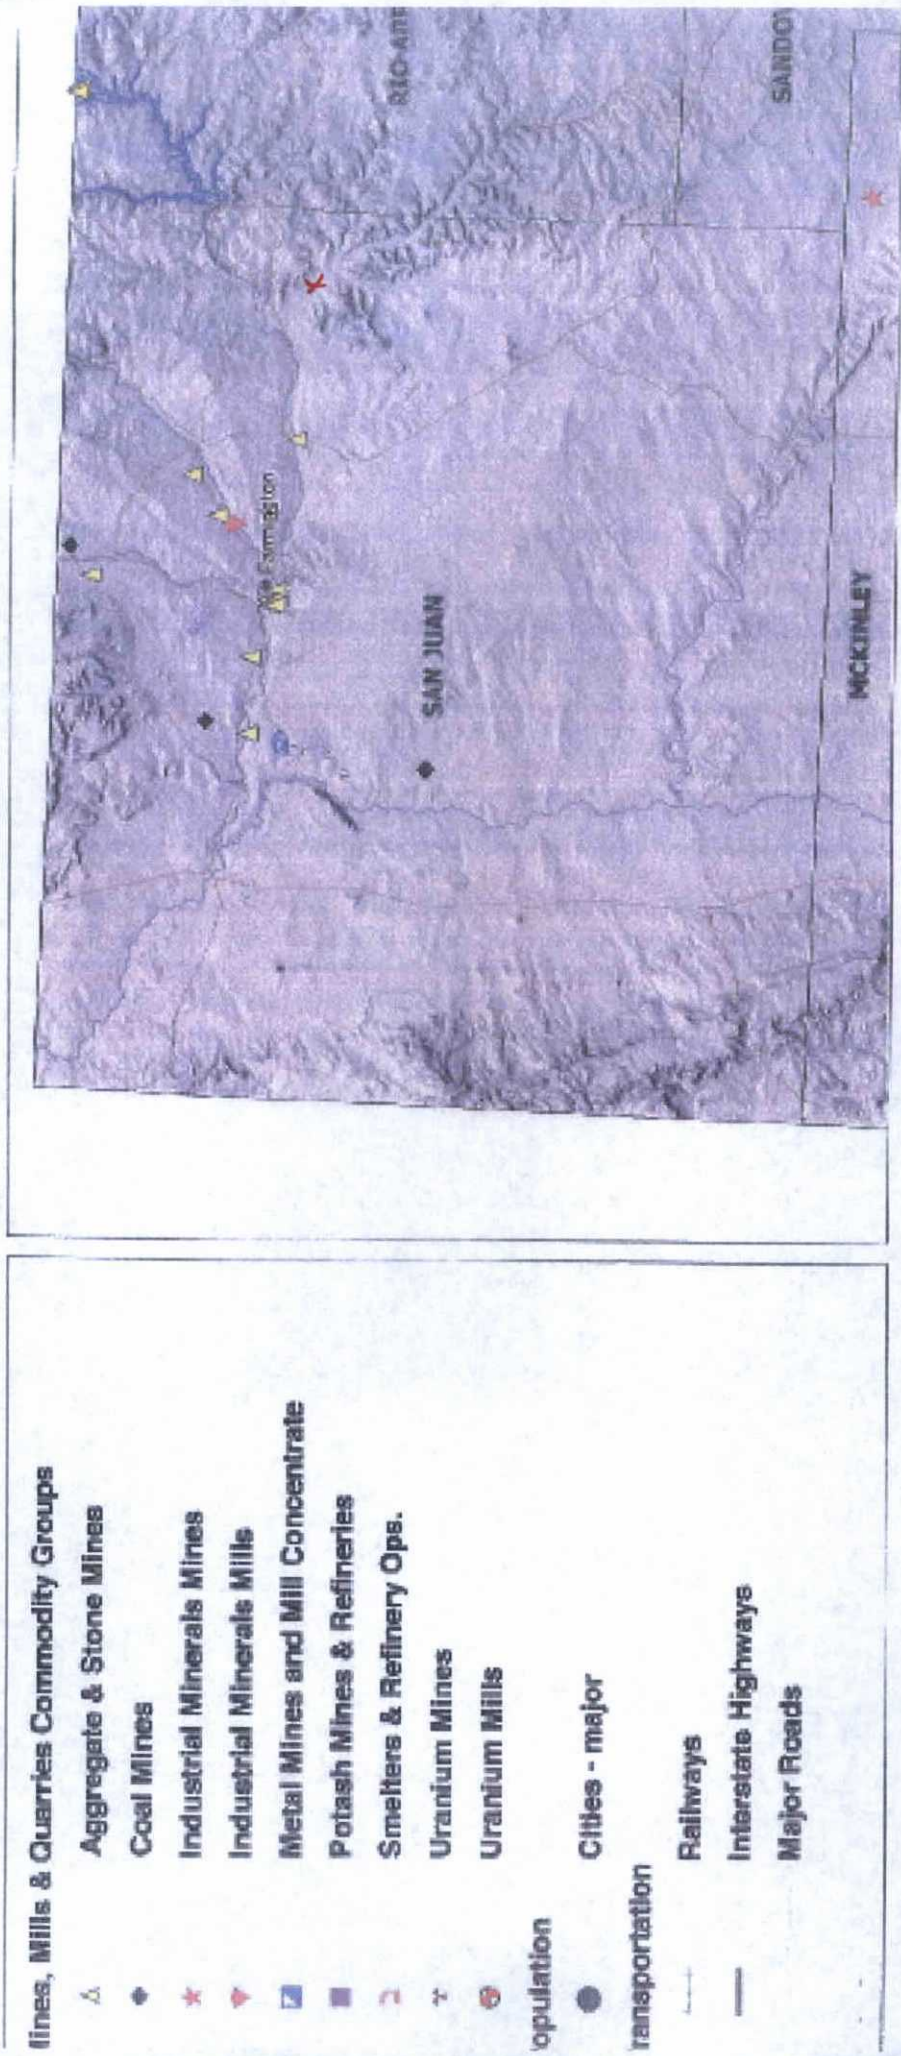 lines, Mills & Quarries Commodity Groups
Aggregate & Stone Mines
Coal Mines
Industrial Minerals Mines
Industrial Minerals Mills
Metal Mines and Mill Concentrate
Potash Mines & Refineries
Smelters & Refinery Ops.
Uranium Mines
Uranium Mills
opulation
Cities - major
ransportation
Railways
Interstate Highways
Major Roads
RIO ARR
SANDO
Farmington
SAN JUAN
MCKINLEY
X